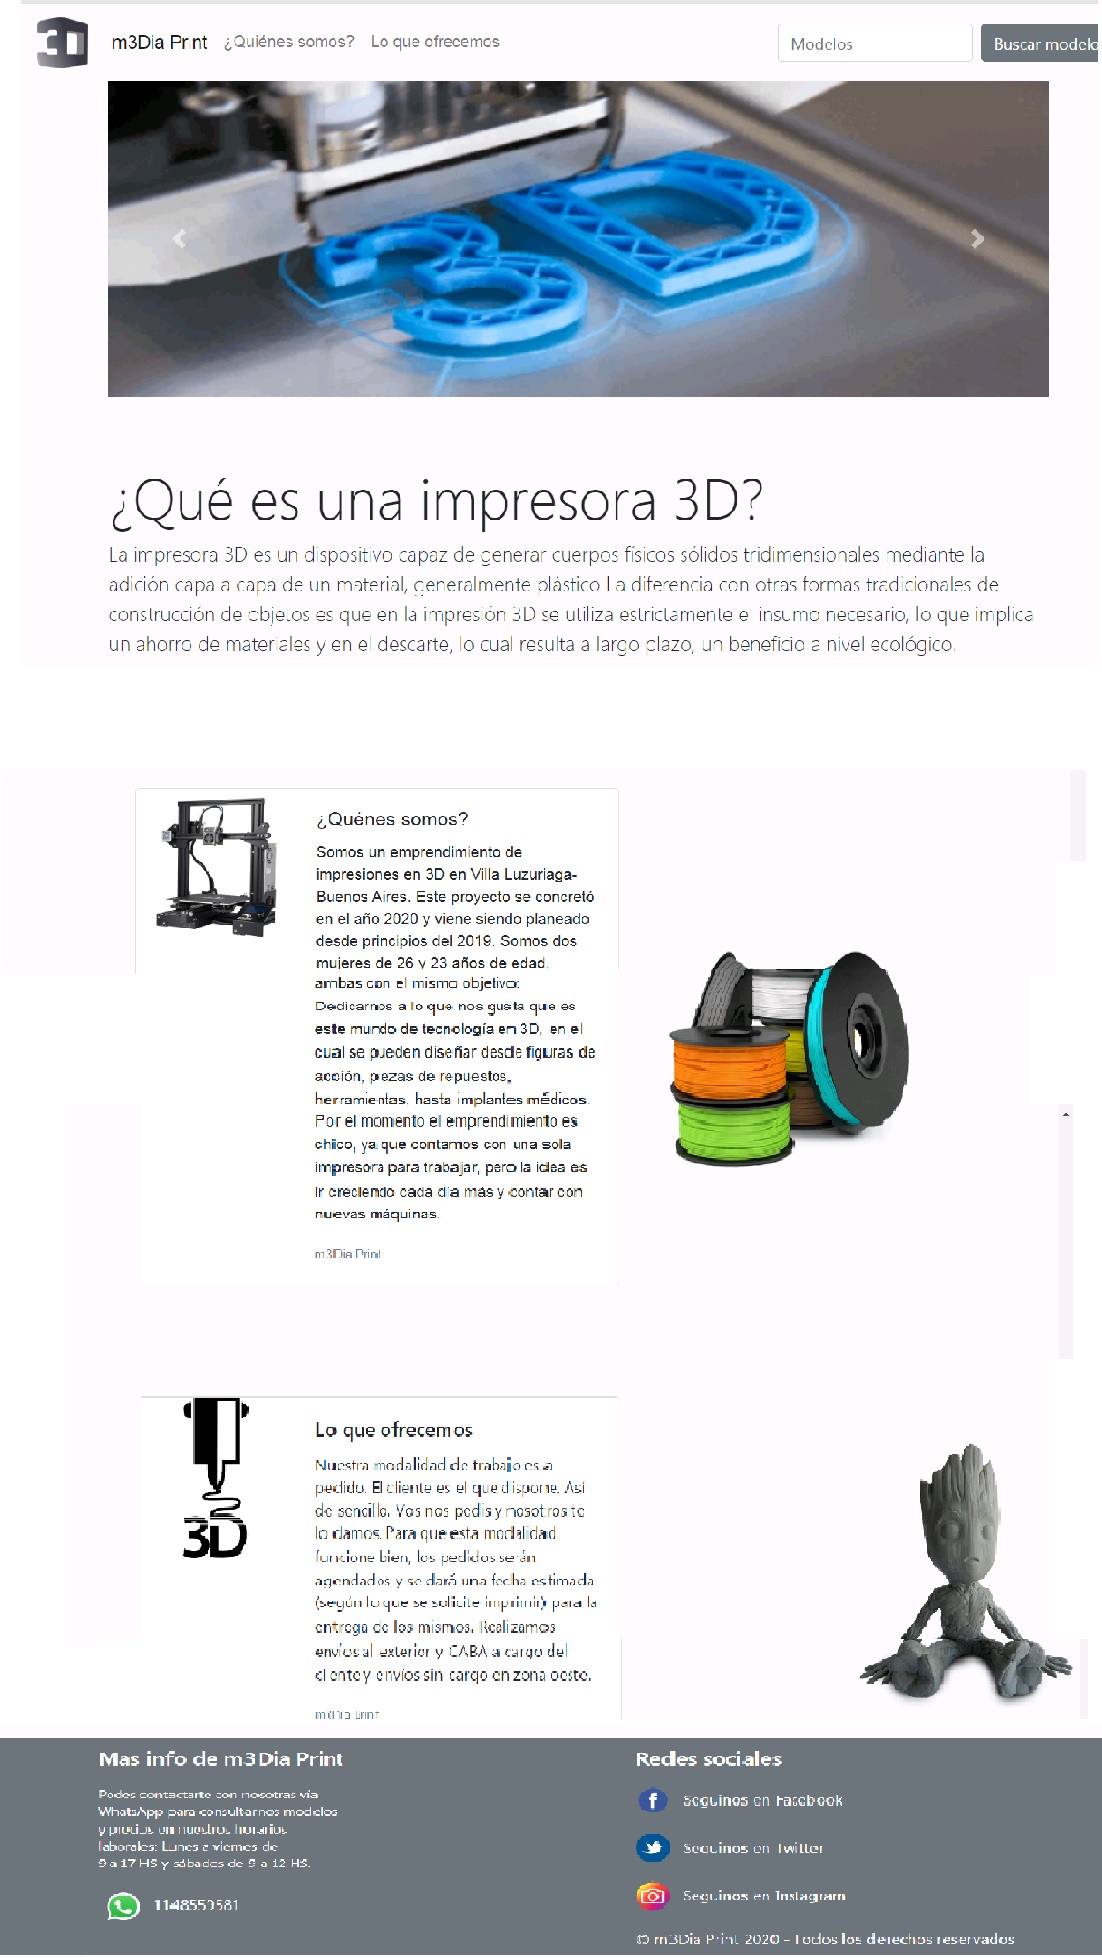 3D
m3Dia Print ¿Quiénes somos? Lo que ofrecemos
Modelos
Buscar modelo
¿Qué es una impresora 3D?
La impresora 3D es un dispositivo capaz de generar cuerpos físicos sólidos tridimensionales mediante la
adición capa a capa de un material, generalmente plástico La diferencia con otras formas tradicionales de
construcción de objetos es que en la impresión 3D se utiliza estrictamente el insumo necesario, lo que implica
un ahorro de materiales y en el descarte, lo cual resulta a largo plazo, un beneficio a nivel ecológico.
¿Quénes somos?
Somos un emprendimiento de
impresiones en 3D en Villa Luzuriaga-
Buenos Aires. Este proyecto se concretó
en el año 2020 y viene siendo planeado
desde principios del 2019. Somos dos
mujeres de 26 y 23 años de edad,
ambas con el mismo objetivo:
Dedicarnos a lo que nos gusta que es
este mundo de tecnología en 3D, en el
cual se pueden diseñar desde figuras de
acción, piezas de repuestos,
herramientas, hasta implantes médicos.
Por el momento el emprendimiento es
chico, ya que contamos con una sola
impresora para trabajar, pero la idea es
ir creciendo cada día más y contar con
nuevas máquinas.
m3Dia Print
3D
Lo que ofrecemos
Nuestra modalidad de trabajo es a
pedido. El cliente es el que dispone. Así
de sencillo. Vos nos pedis y nosotros te
lo damos. Para que esta modalidad
funcione bien, los pedidos serán
agendados y se dará una fecha estimada
(según lo que se solicite imprimir) para la
entrega de los mismos. Realizamos
envíos al exterior y CABA a cargo del
cliente y envíos sin cargo en zona oeste.
m3Dia Print
Mas info de m3Dia Print
Podes contactarte con nosotras vía
WhatsApp para consultarnos modelos
y precios en nuestros horarios
laborales: Lunes a viernes de
9 a 17 HS y sábados de 9 a 12 HS.
1148559581
Redes sociales
Seguinos en Facebook
Seguinos en Twitter
Seguinos en Instagram
© m3Dia Print 2020 - Todos los derechos reservados